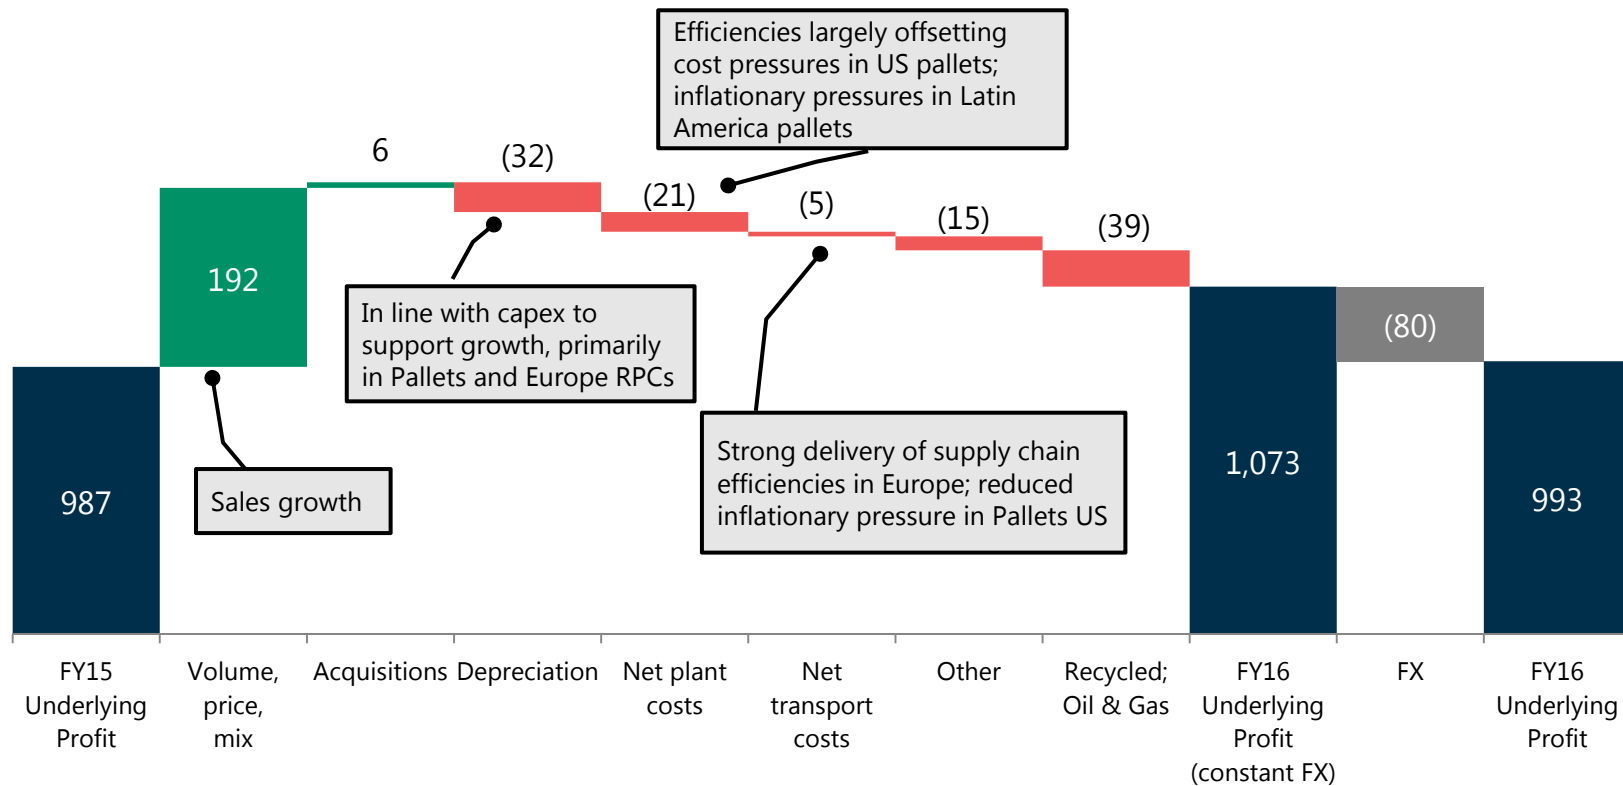 Efficiencies largely offsetting
cost pressures in US pallets;
inflationary pressures in Latin
America pallets
6
(32)
(21)
(5)
(15)
(39)
192
In line with capex to
support growth, primarily
in Pallets and Europe RPCs
(80)
Strong delivery of supply chain
efficiencies in Europe; reduced
inflationary pressure in Pallets US
1,073
Sales growth
987
993
FY15
Underlying
Profit
Volume,
price,
mix
Acquisitions
Depreciation
Net plant
costs
Net
transport
costs
Other
Recycled;
Oil & Gas
FY16
Underlying
Profit
(constant FX)
FX
FY16
Underlying
Profit